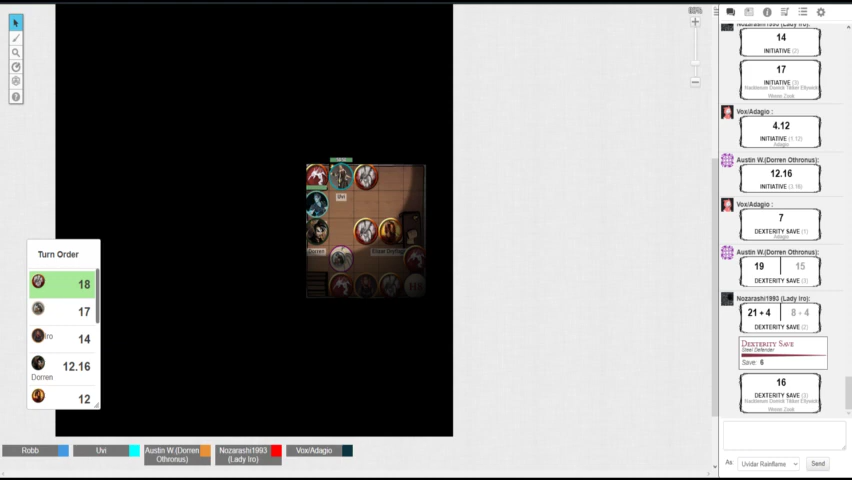 Nozarashi1993 (Lady Iro):
14
INITIATIVE (2)
17
INITIATIVE (3)
Vox/Adagio :
4.12
INITIATIVE (1.12)
Adagio
Austin W.(Dorren Othronus):
12.16
INITIATIVE (3.16)
Vox/Adagio :
7
DEXTERITY SAVE (1)
Adagio
Austin W.(Dorren Othronus):
19 15
DEXTERITY SAVE (3)
Nozarashi1993 (Lady Iro):
21 + 4 8 + 4
DEXTERITY SAVE (2)
DEXTERITY SAVE
Steel Defender
Save: 6
16
DEXTERITY SAVE (3)
Uvi
Dorren
Turn Order
18
17
Iro 14
12.16
Dorren
12
Robb
Uvi
Austin W.(Dorren Othronus)
Nozarashi1993 (Lady Iro)
Vox/Adagio
As Uvidar Rainflame Send